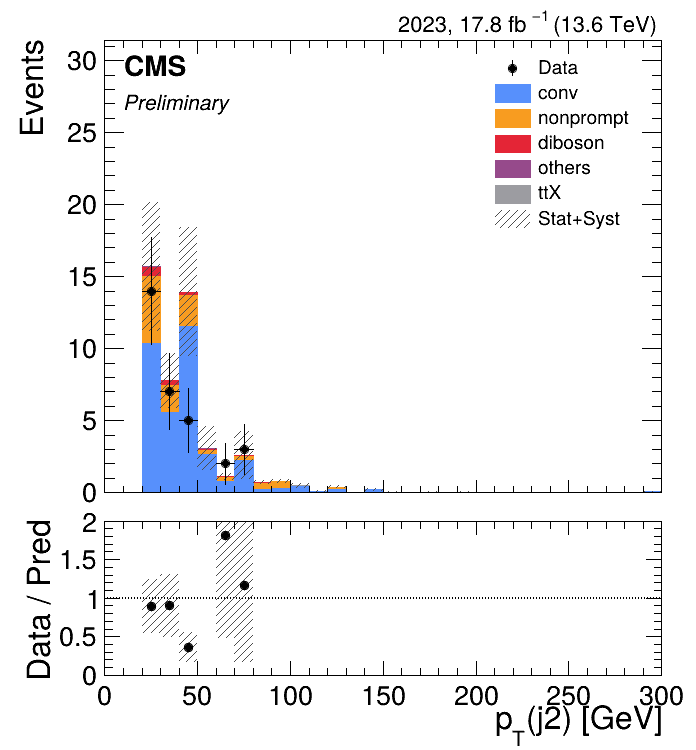 2023, 17.8 fb⁻¹ (13.6 TeV)
CMS
Preliminary
Events
30
25
20
15
10
5
0
Data
conv
nonprompt
diboson
others
ttX
Stat+Syst
Data / Pred
2
1.5
1
0.5
0
0 50 100 150 200 250 300
p_T(j2) [GeV]